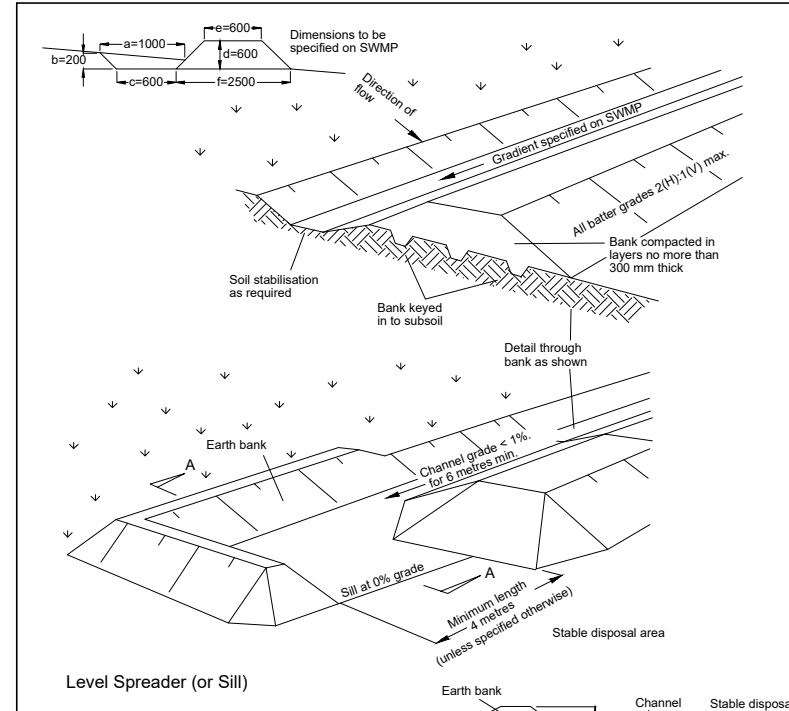 e=600
a=1000
b=200
d=600
c=600
f=2500
Dimensions to be
specified on SWMP
Direction of
flow
Gradient specified on SWMP
All batter grades 2(H):1(V) max.
Soil stabilisation
as required
Bank keyed
in to subsoil
Bank compacted in
layers no more than
300 mm thick
Detail through
bank as shown
Earth bank
A
Channel grade < 1%.
for 6 metres min.
Sill at 0% grade
A
Minimum length
4 metres
(unless specified otherwise)
Stable disposal area
Level Spreader (or Sill)
Earth bank
Channel
Stable disposa